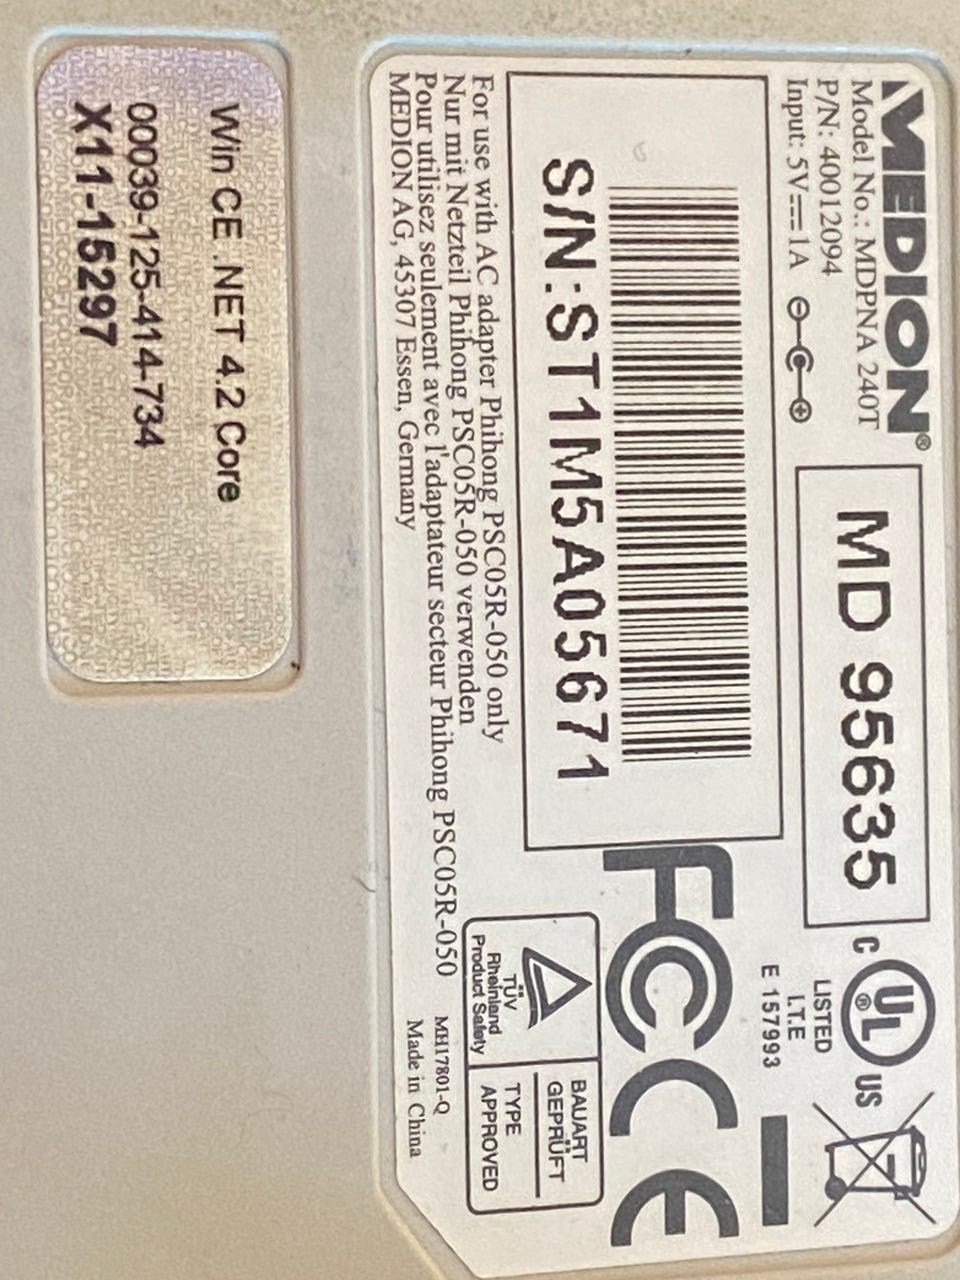 MEDION®
Model No.: MDPNA 240T
P/N: 40012094
Input: 5V⎓1A
MD 95635
C UL® US
LISTED
I.T.E
E 157993
S/N:ST1M5A05671
FC CE
For use with AC adapter Phihong PSC05R-050 only
Nur mit Netzteil Phihong PSC05R-050 verwenden
Pour utilisez seulement avec l'adaptateur secteur Phihong PSC05R-050
MEDION AG, 45307 Essen, Germany
TÜV
Rheinland
Product Safety
BAUART
GEPRÜFT
TYPE
APPROVED
MH17801-Q
Made in China
Win CE .NET 4.2 Core
00039-125-414-734
X11-15297